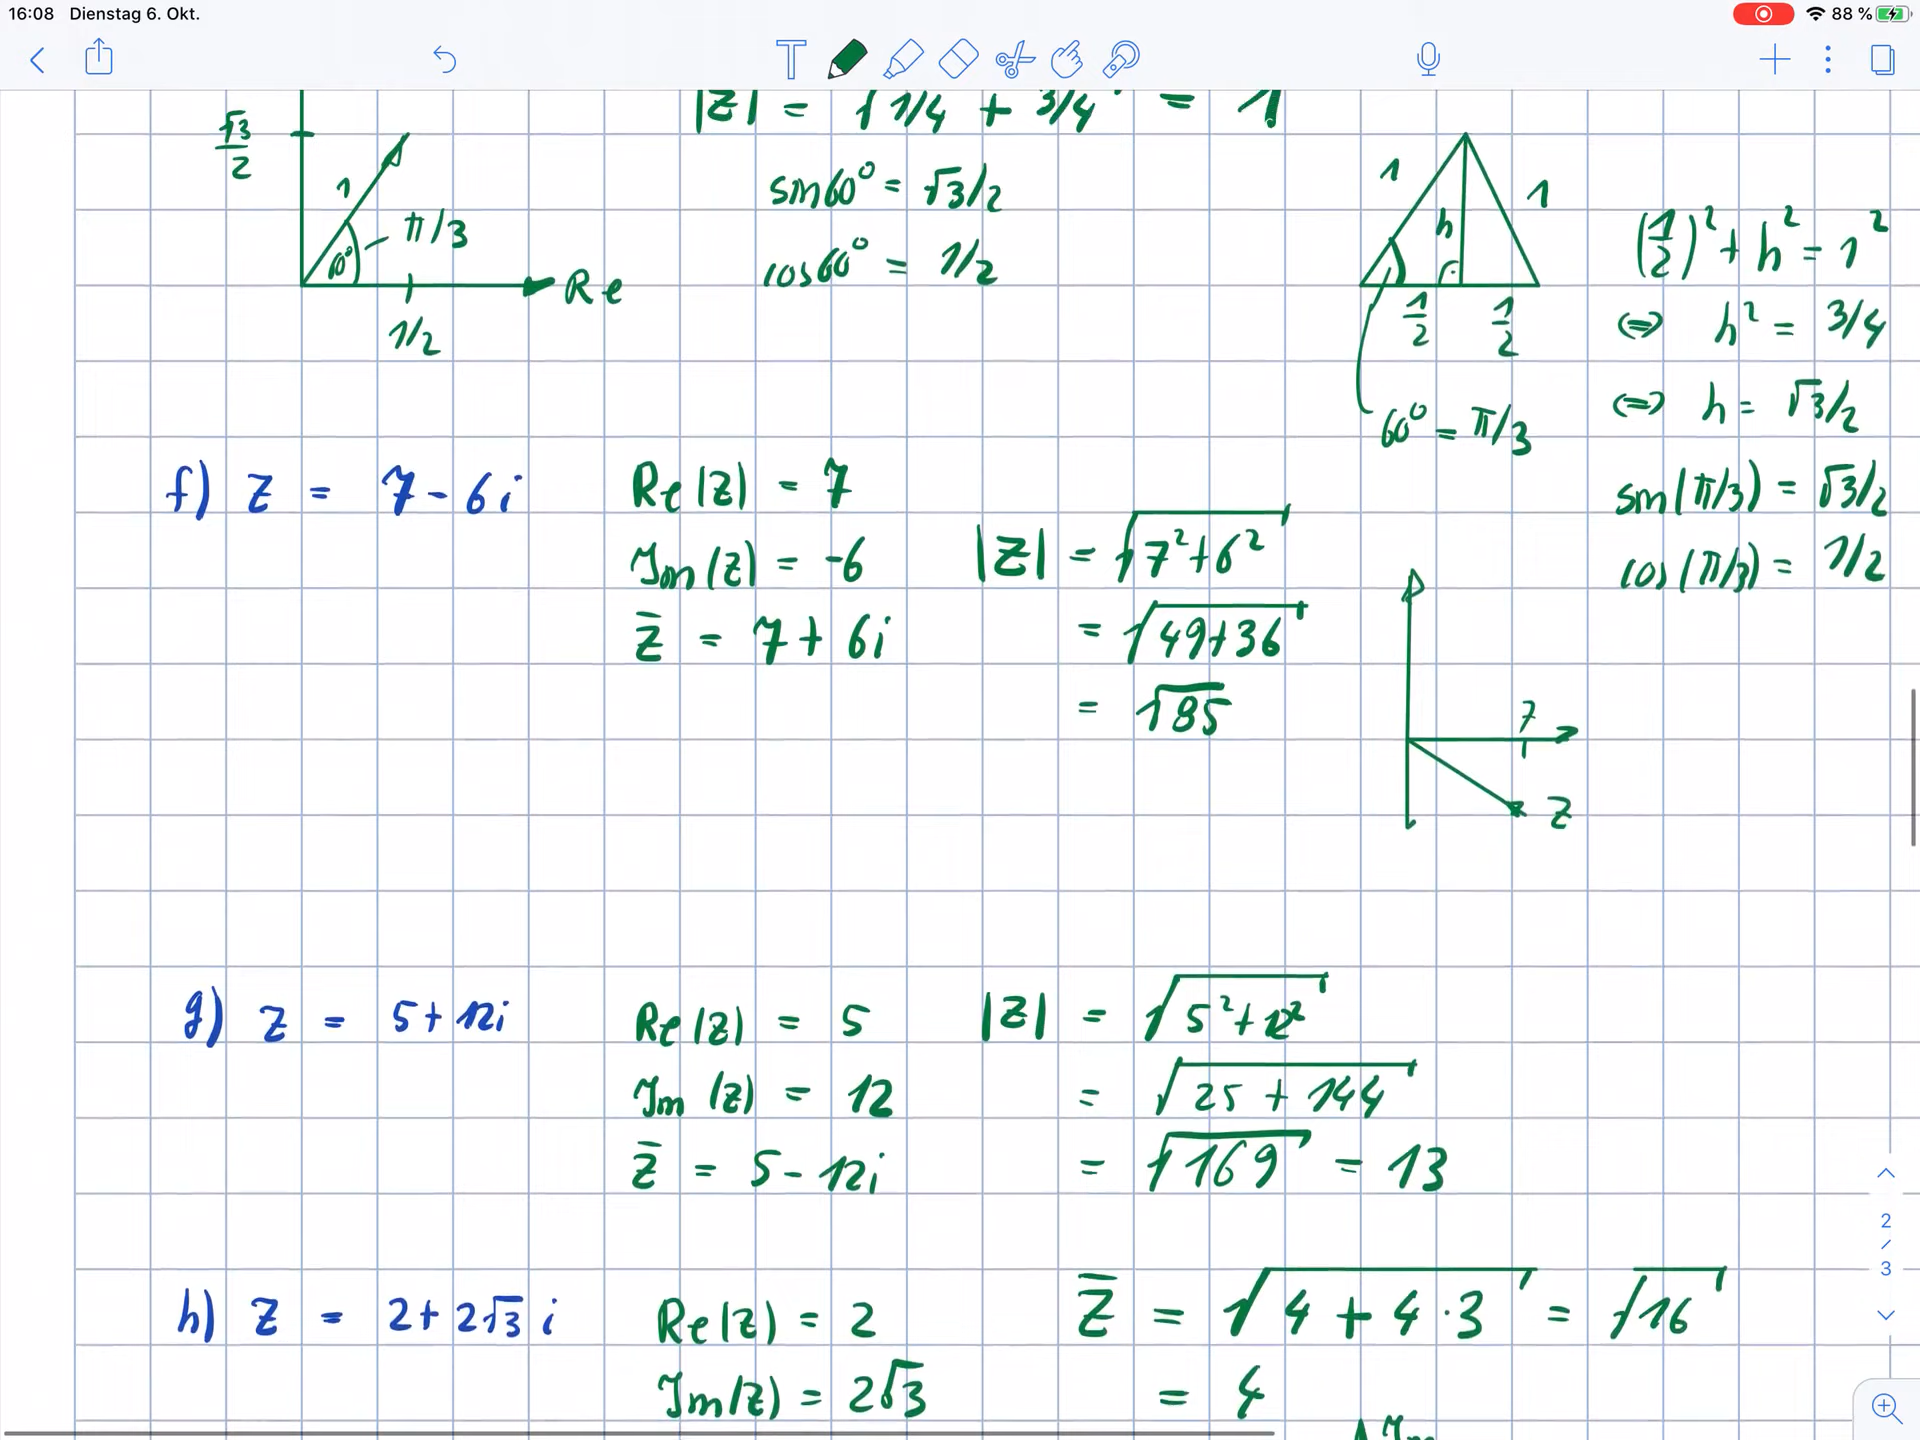 16:08 Dienstag 6. Okt.
88 %
T
|z| = √(1/4 + 3/4) = 1
√3/2
1
π/3
60°
Re
1/2
sin60° = √3/2
cos60° = 1/2
1
1
h
1/2
1/2
60° = π/3
(1/2)² + h² = 1²
⇔ h² = 3/4
⇔ h = √3/2
sin(π/3) = √3/2
cos(π/3) = 1/2
f) z = 7 - 6i
Re(z) = 7
Im(z) = -6
z̅ = 7 + 6i
|z| = √(7² + 6²)
= √(49+36)
= √85
7
z
g) z = 5 + 12i
Re(z) = 5
Im(z) = 12
z̅ = 5 - 12i
|z| = √(5² + 12²)
= √(25 + 144)
= √169 = 13
h) z = 2 + 2√3 i
Re(z) = 2
Im(z) = 2√3
z̅ = √(4 + 4·3) = √16
= 4
Im
2
/
3